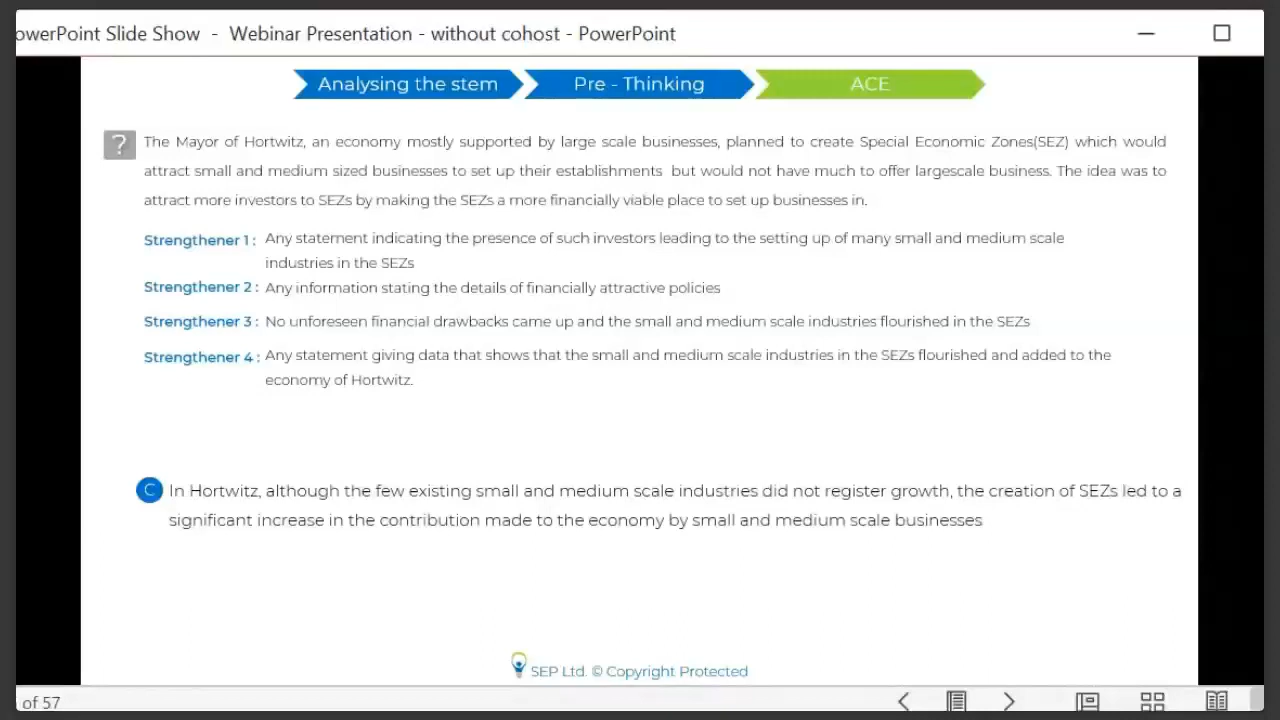 owerPoint Slide Show - Webinar Presentation - without cohost - PowerPoint
Analysing the stem
Pre - Thinking
ACE
?
The Mayor of Hortwitz, an economy mostly supported by large scale businesses, planned to create Special Economic Zones(SEZ) which would
attract small and medium sized businesses to set up their establishments but would not have much to offer largescale business. The idea was to
attract more investors to SEZs by making the SEZs a more financially viable place to set up businesses in.
Strengthener 1 : Any statement indicating the presence of such investors leading to the setting up of many small and medium scale
industries in the SEZs
Strengthener 2 : Any information stating the details of financially attractive policies
Strengthener 3 : No unforeseen financial drawbacks came up and the small and medium scale industries flourished in the SEZs
Strengthener 4 : Any statement giving data that shows that the small and medium scale industries in the SEZs flourished and added to the
economy of Hortwitz.
C In Hortwitz, although the few existing small and medium scale industries did not register growth, the creation of SEZs led to a
significant increase in the contribution made to the economy by small and medium scale businesses
SEP Ltd. © Copyright Protected
of 57